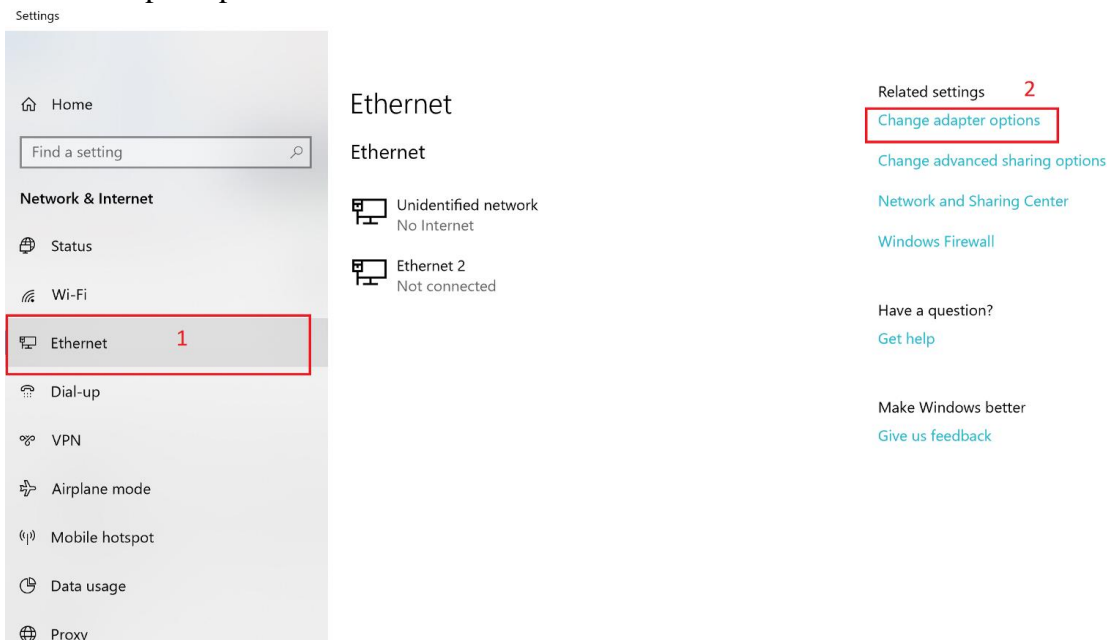 Settings
Home
Find a setting
Network & Internet
Status
Wi-Fi
Ethernet 1
Dial-up
VPN
Airplane mode
Mobile hotspot
Data usage
Proxy
Ethernet
Ethernet
Unidentified network
No Internet
Ethernet 2
Not connected
Related settings 2
Change adapter options
Change advanced sharing options
Network and Sharing Center
Windows Firewall
Have a question?
Get help
Make Windows better
Give us feedback